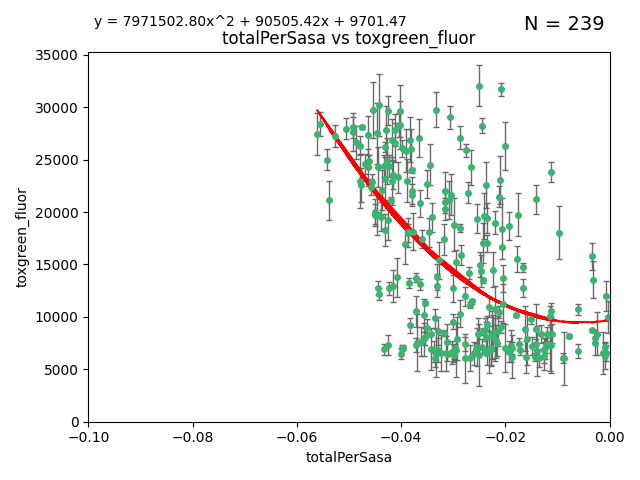 y = 7971502.80x^2 + 90505.42x + 9701.47
N = 239
totalPerSasa vs toxgreen_fluor
35000
30000
25000
20000
15000
10000
5000
0
toxgreen_fluor
−0.10
−0.08
−0.06
−0.04
−0.02
0.00
totalPerSasa